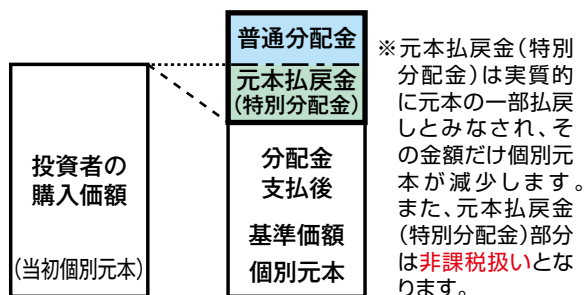 普通分配金
元本払戻金
(特別分配金)
投資者の
購入価額
(当初個別元本)
分配金
支払後
基準価額
個別元本
※元本払戻金(特別
分配金)は実質的
に元本の一部払戻
しとみなされ、そ
の金額だけ個別元
本が減少します。
また、元本払戻金
(特別分配金)部分
は非課税扱いとな
ります。